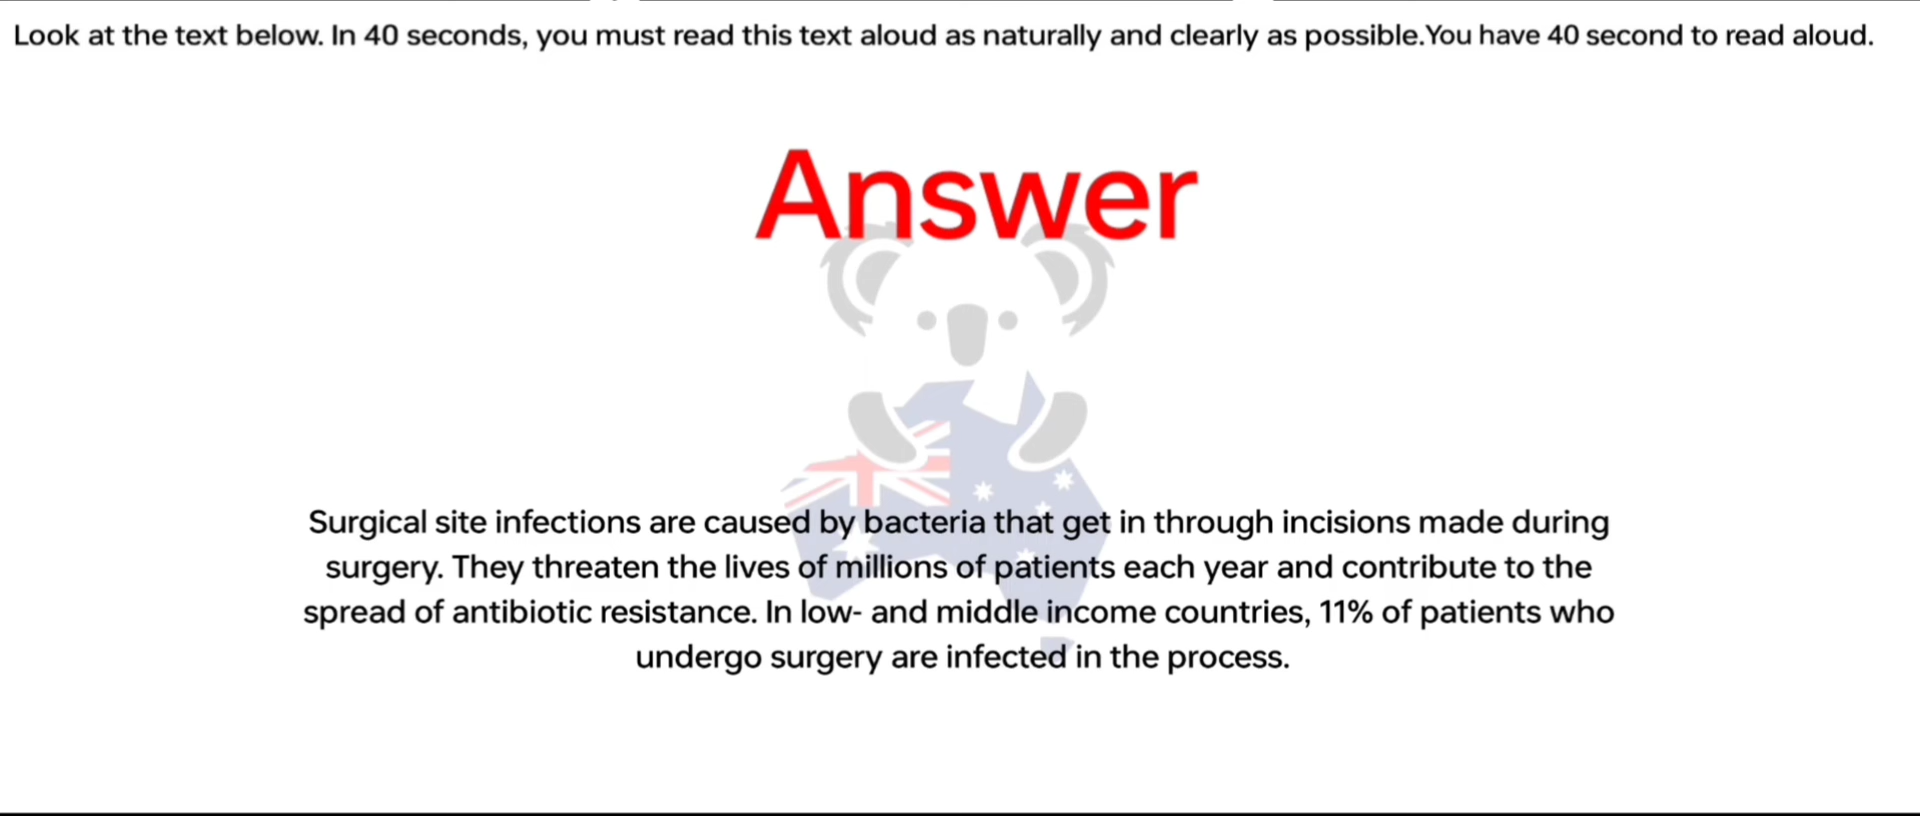 Look at the text below. In 40 seconds, you must read this text aloud as naturally and clearly as possible.You have 40 second to read aloud.
Answer
Surgical site infections are caused by bacteria that get in through incisions made during
surgery. They threaten the lives of millions of patients each year and contribute to the
spread of antibiotic resistance. In low- and middle income countries, 11% of patients who
undergo surgery are infected in the process.